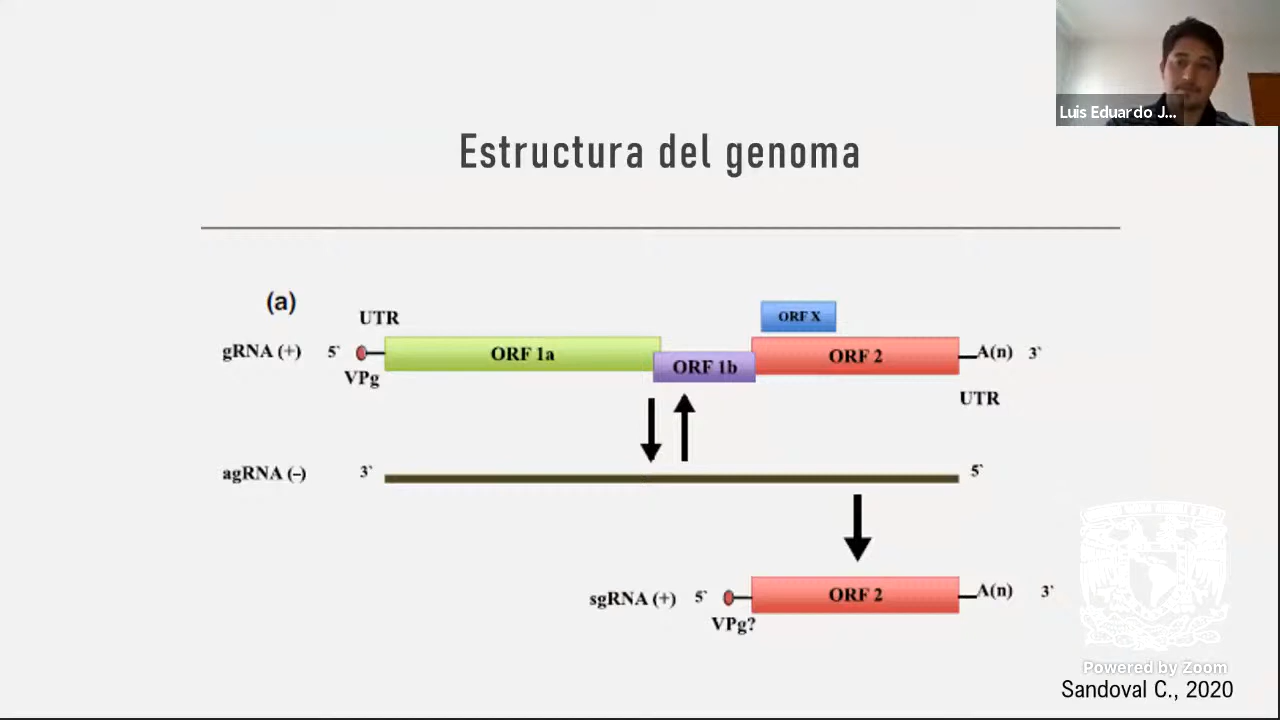 Luis Eduardo J...
Estructura del genoma
(a)
UTR
ORF X
gRNA (+) 5` ORF 1a ORF 1b ORF 2 A(n) 3`
VPg
UTR
agRNA (–) 3` 5`
sgRNA (+) 5` ORF 2 A(n) 3`
VPg?
Powered by Zoom
Sandoval C., 2020